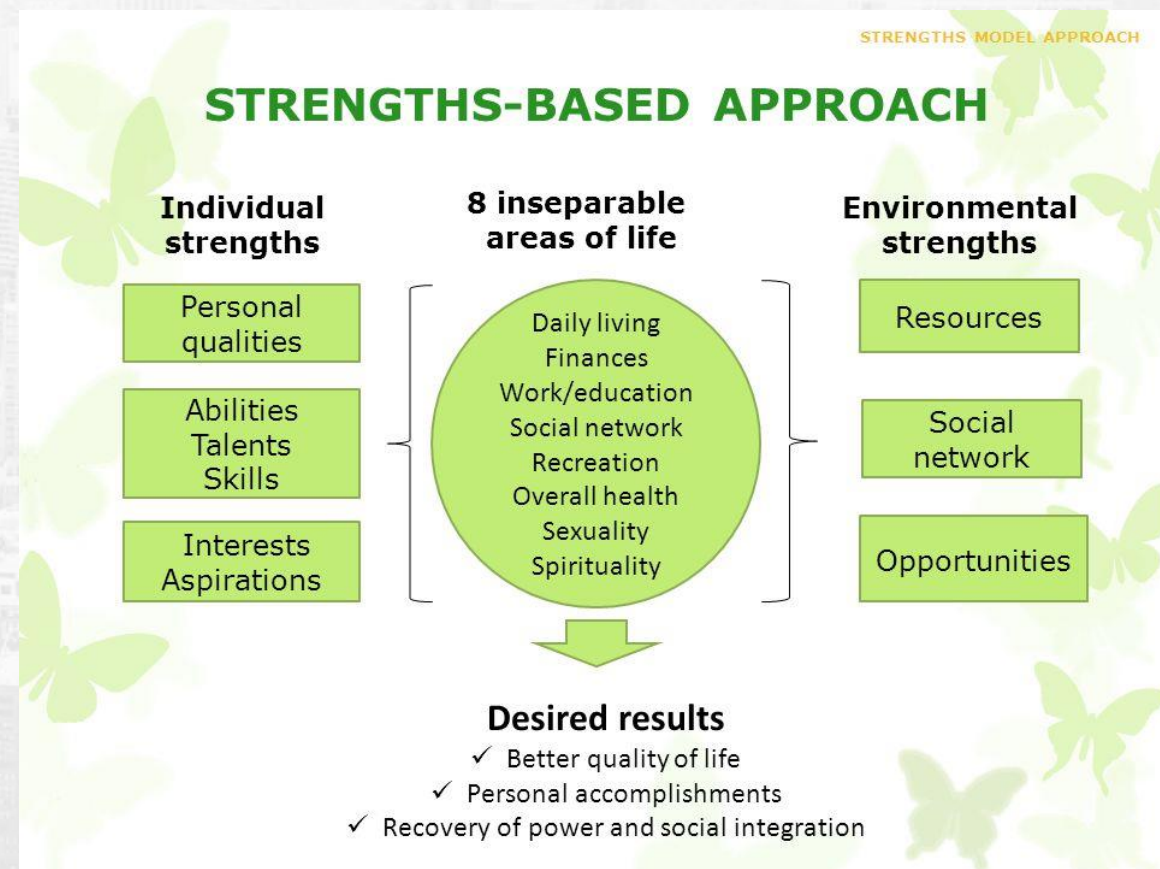 STRENGTHS MODEL APPROACH
STRENGTHS-BASED APPROACH
Individual
strengths
Personal
qualities
Abilities
Talents
Skills
Interests
Aspirations
8 inseparable
areas of life
Daily living
Finances
Work/education
Social network
Recreation
Overall health
Sexuality
Spirituality
Environmental
strengths
Resources
Social
network
Opportunities
Desired results
✓ Better quality of life
✓ Personal accomplishments
✓ Recovery of power and social integration